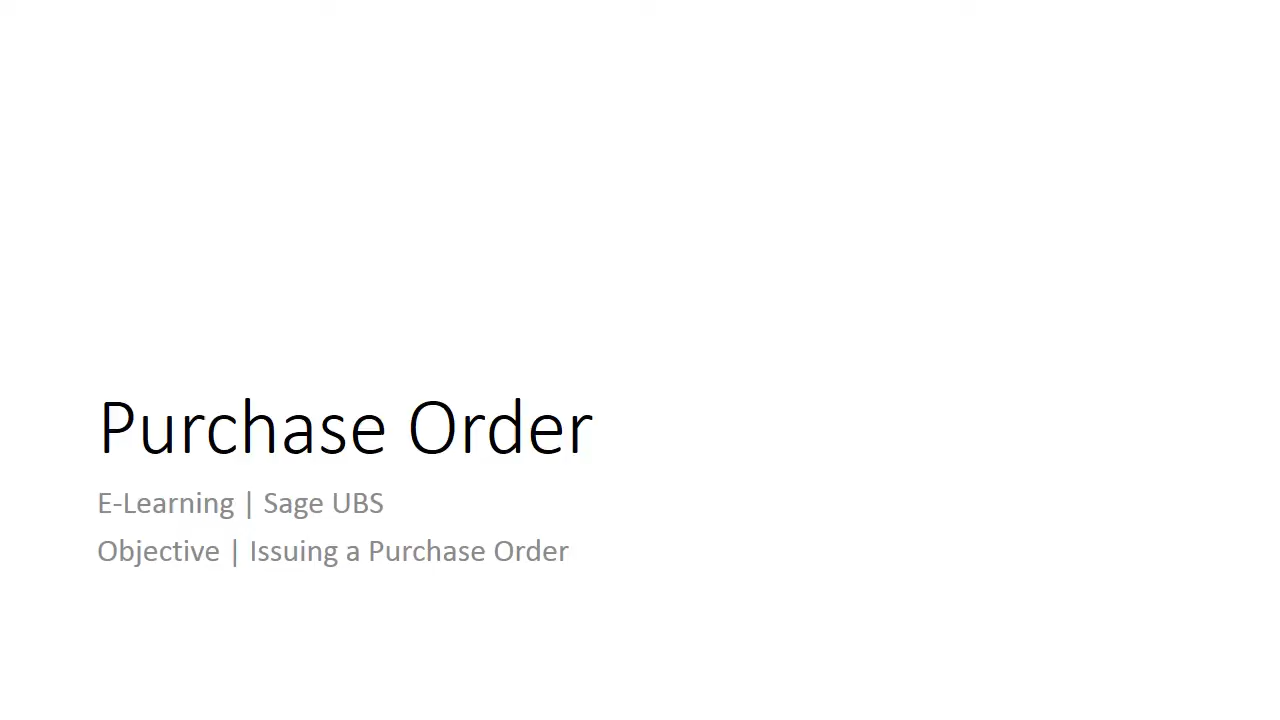 Purchase Order
E-Learning | Sage UBS
Objective | Issuing a Purchase Order